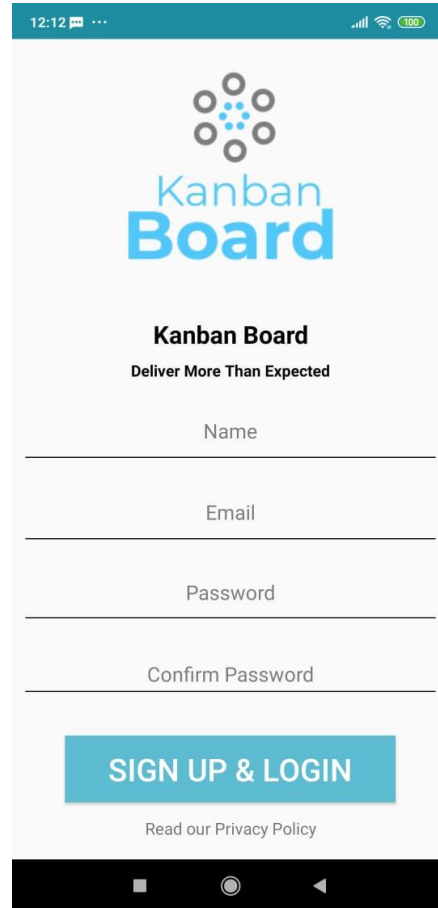 12:12
100
Kanban
Board
Kanban Board
Deliver More Than Expected
Name
Email
Password
Confirm Password
SIGN UP & LOGIN
Read our Privacy Policy